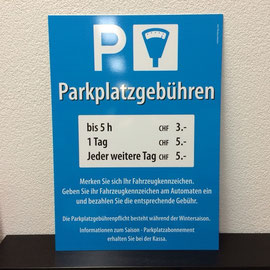 P
Parkplatzgebühren
bis 5 h CHF 3.-
1 Tag CHF 5.-
Jeder weitere Tag CHF 5.-
Merken Sie sich Ihr Fahrzeugkennzeichen.
Geben Sie Ihr Fahrzeugkennzeichen am Automaten ein
und bezahlen Sie die entsprechende Gebühr.
Die Parkplatzgebührenpflicht besteht während der Wintersaison.
Informationen zum Saison - Parkplatzabonnement
erhalten Sie bei der Kassa.